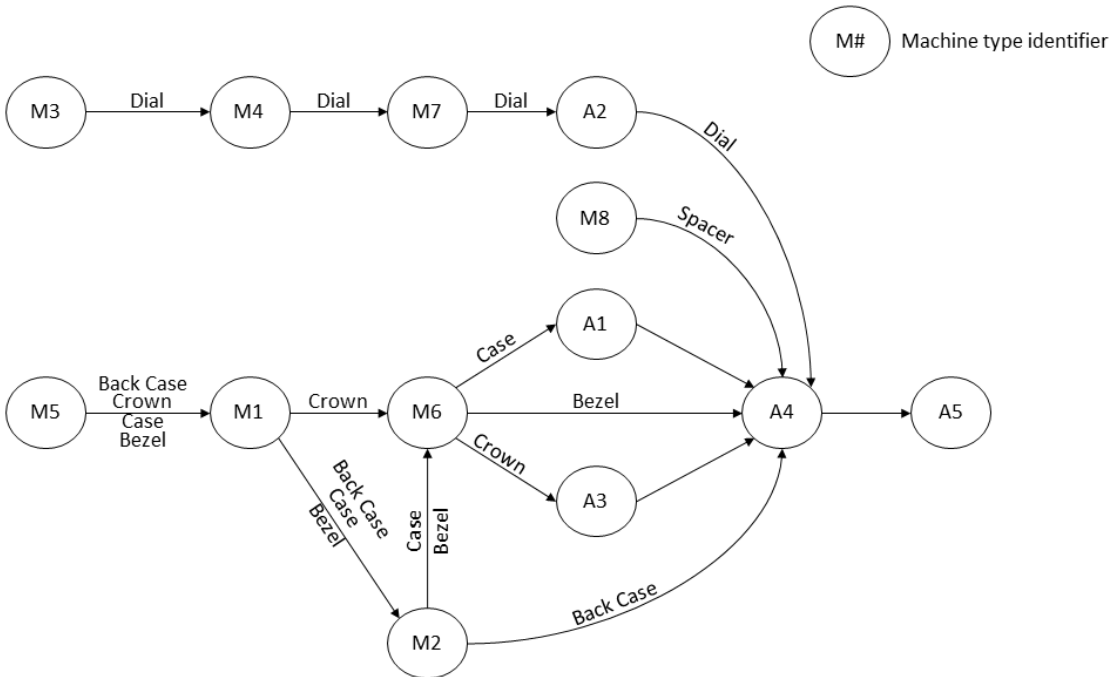 M# Machine type identifier
M3 Dial M4 Dial M7 Dial A2
Dial
M8 Spacer
A1
Case
M5
Back Case
Crown
Case
Bezel
M1 Crown M6 Bezel A4 A5
Crown
A3
Back Case
Case
Bezel
Case
Bezel
Back Case
M2